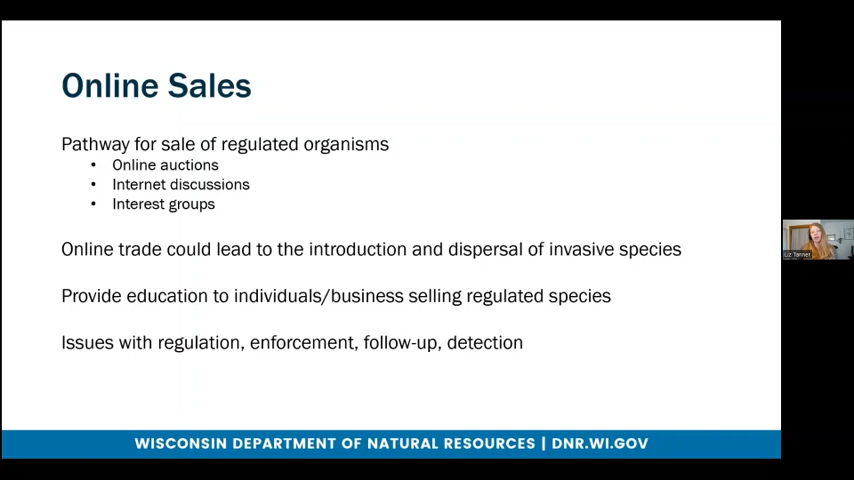 Online Sales
Pathway for sale of regulated organisms
• Online auctions
• Internet discussions
• Interest groups
Online trade could lead to the introduction and dispersal of invasive species
Provide education to individuals/business selling regulated species
Issues with regulation, enforcement, follow-up, detection
Liz Tanner
WISCONSIN DEPARTMENT OF NATURAL RESOURCES | DNR.WI.GOV